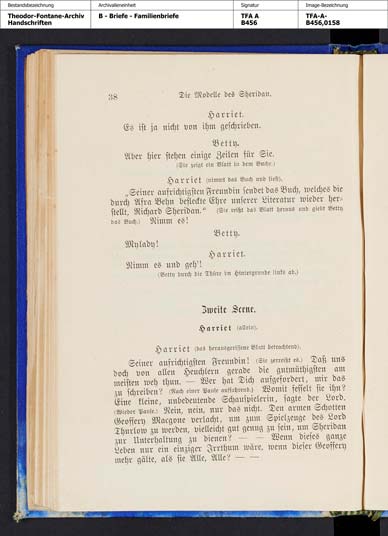 Bestandsbezeichnung
Theodor-Fontane-Archiv
Handschriften
Archivalieneinheit
B - Briefe - Familienbriefe
Signatur
TFA A
B456
Image-Bezeichnung
TFA-A-
B456,0158
38 Die Modelle des Sheridan.
Harriet.
Es ist ja nicht von ihm geschrieben.
Betty.
Aber hier stehen einige Zeilen für Sie.
(Sie zeigt ein Blatt in dem Buche.)
Harriet (nimmt das Buch und liest).
„Seiner aufrichtigsten Freundin sendet das Buch, welches die
durch Afra Behn befleckte Ehre unserer Literatur wieder her-
stellt, Richard Sheridan.“ (Sie reißt das Blatt heraus und giebt Betty
das Buch.) Nimm es!
Betty.
Mylady!
Harriet.
Nimm es und geh'!
(Betty durch die Thüre im Hintergrunde links ab.)
Zweite Scene.
Harriet (allein).
Harriet (das herausgerissene Blatt betrachtend).
Seiner aufrichtigsten Freundin! (Sie zerreißt es.) Daß uns
doch von allen Heuchlern gerade die gutmüthigsten am
meisten weh thun. — Wer hat Dich aufgefordert, mir das
zu schreiben? (Nach einer Pause aufstehend.) Womit fesselt sie ihn?
Eine kleine, unbedeutende Schauspielerin, sagte der Lord.
(Wieder Pause.) Nein, nein, nur das nicht. Den armen Schotten
Geoffery Macgone verlacht, um zum Spielzeuge des Lord
Thurlow zu werden, vielleicht gut genug zu sein, um Sheridan
zur Unterhaltung zu dienen? — — Wenn dieses ganze
Leben nur ein einziger Irrthum wäre, wenn dieser Geoffery
mehr gälte, als sie Alle, Alle? — —